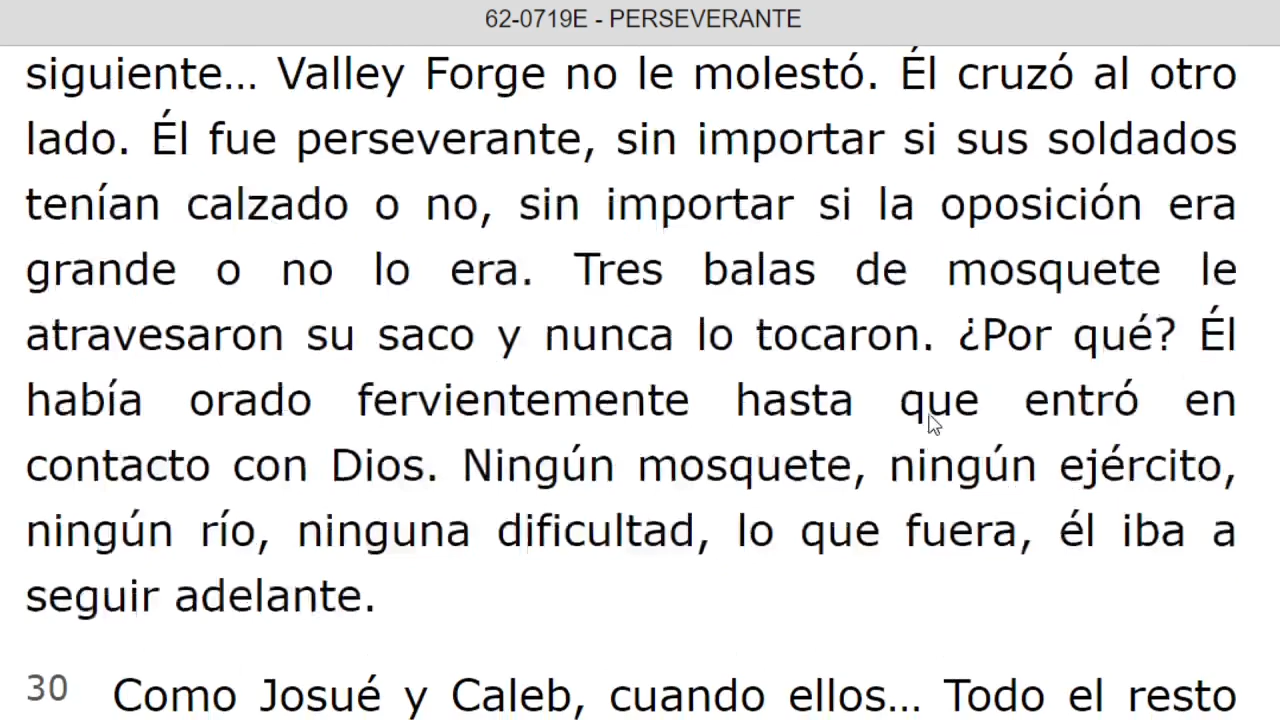 62-0719E - PERSEVERANTE
siguiente... Valley Forge no le molestó. Él cruzó al otro
lado. Él fue perseverante, sin importar si sus soldados
tenían calzado o no, sin importar si la oposición era
grande o no lo era. Tres balas de mosquete le
atravesaron su saco y nunca lo tocaron. ¿Por qué? Él
había orado fervientemente hasta que entró en
contacto con Dios. Ningún mosquete, ningún ejército,
ningún río, ninguna dificultad, lo que fuera, él iba a
seguir adelante.
30 Como Josué y Caleb, cuando ellos... Todo el resto